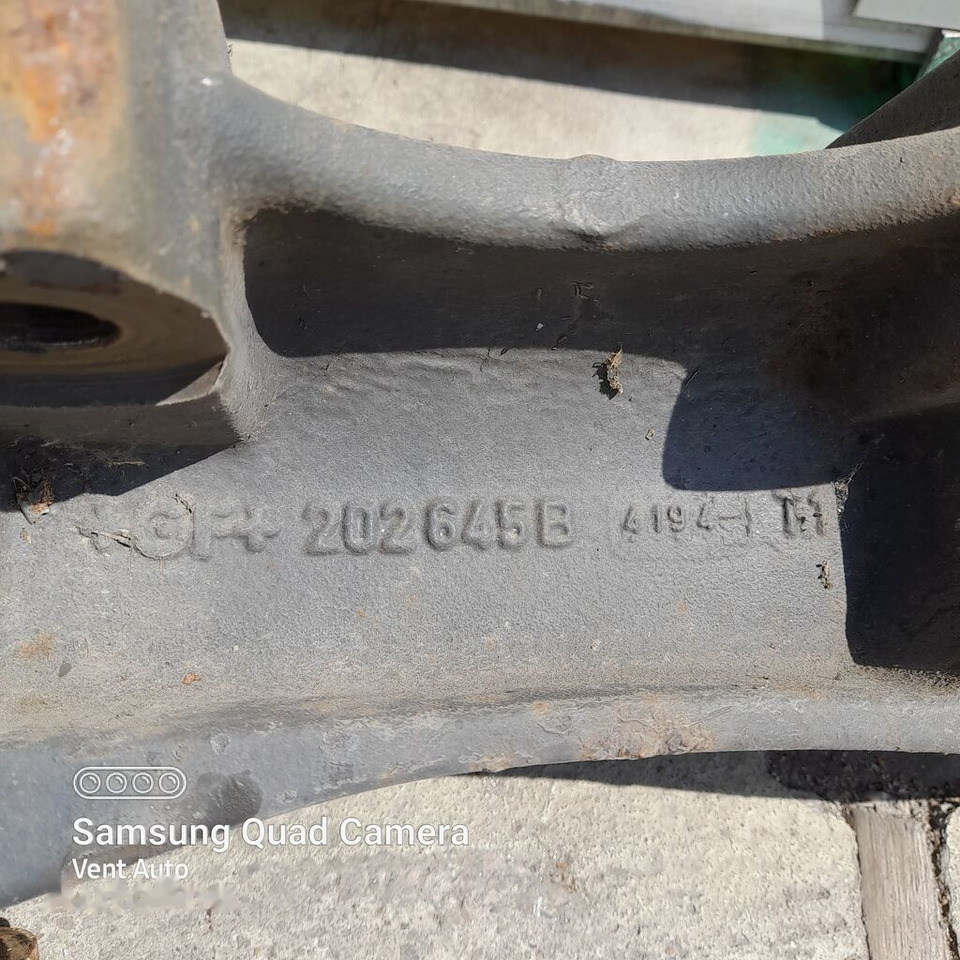 +GF+ 202645B 4194-1
Samsung Quad Camera
Vent Auto